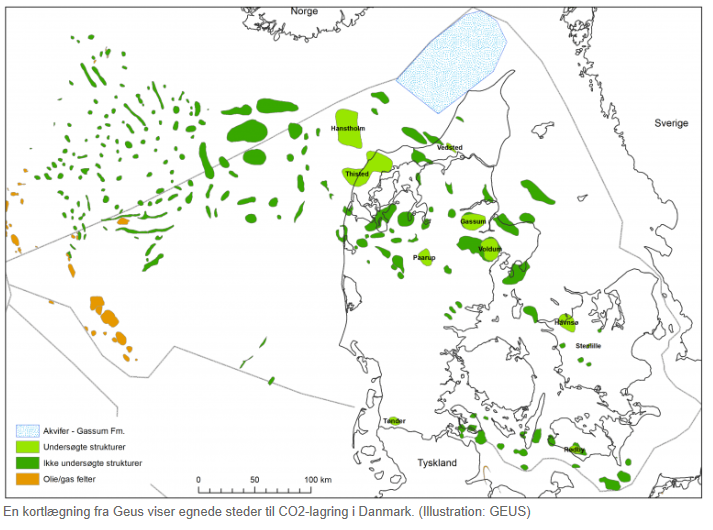 Norge
Sverige
Hanstholm
Vedsted
Thisted
Gassum
Voldum
Paarup
Havnsø
Stenlille
Tønder
Rødby
Tyskland
Akvifer - Gassum Fm.
Undersøgte strukturer
Ikke undersøgte strukturer
Olie/gas felter
0 50 100 km
En kortlægning fra Geus viser egnede steder til CO2-lagring i Danmark. (Illustration: GEUS)